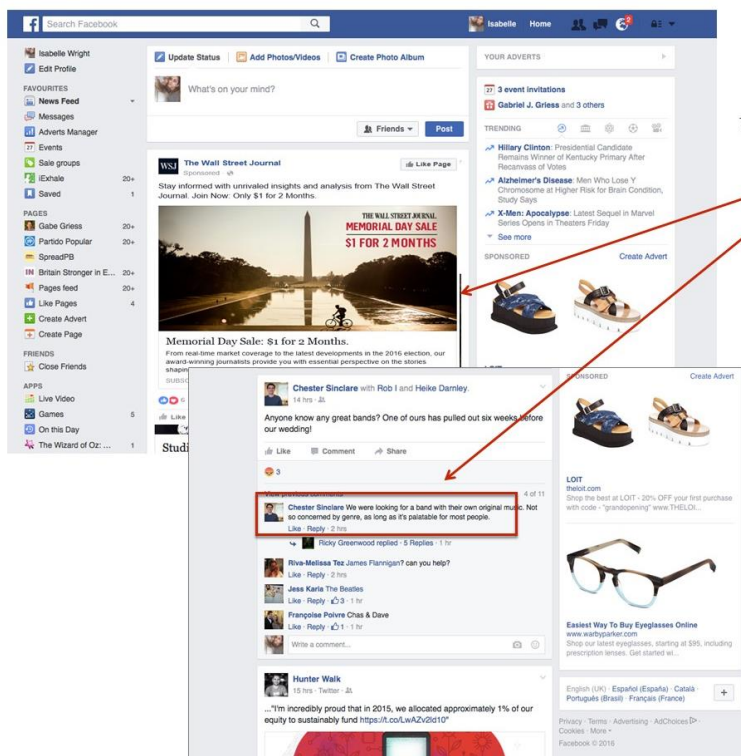 f
Search Facebook
Isabelle Home
2
Isabelle Wright
Edit Profile
FAVOURITES
News Feed
Messages
Adverts Manager
27 Events
Sale groups
iExhale 20+
Saved 1
PAGES
Gabe Griess 20+
Partido Popular 20+
SpreadPB
IN Britain Stronger in E... 20+
Pages feed 20+
Like Pages 4
Create Advert
Create Page
FRIENDS
Close Friends
APPS
Live Video
Games 5
On this Day
The Wizard of Oz: ... 1
Update Status Add Photos/Videos Create Photo Album
What's on your mind?
Friends Post
WSJ
The Wall Street Journal
Sponsored
Like Page
Stay informed with unrivaled insights and analysis from The Wall Street
Journal. Join Now: Only $1 for 2 Months.
THE WALL STREET JOURNAL
MEMORIAL DAY SALE
$1 FOR 2 MONTHS
Memorial Day Sale: $1 for 2 Months.
From real-time market coverage to the latest developments in the 2016 election, our
award-winning journalists provide you with essential perspective on the stories
shapin
SUBSC
6
Like
Studi
YOUR ADVERTS
27 3 event invitations
Gabriel J. Griess and 3 others
TRENDING
Hillary Clinton: Presidential Candidate
Remains Winner of Kentucky Primary After
Recanvass of Votes
Alzheimer's Disease: Men Who Lose Y
Chromosome at Higher Risk for Brain Condition,
Study Says
X-Men: Apocalypse: Latest Sequel in Marvel
Series Opens in Theaters Friday
See more
SPONSORED Create Advert
Chester Sinclare with Rob I and Heike Darnley.
14 hrs
Anyone know any great bands? One of ours has pulled out six weeks before
our wedding!
Like Comment Share
3
View previous comments 4 of 11
Chester Sinclare We were looking for a band with their own original music. Not
so concerned by genre, as long as it's palatable for most people.
Like · Reply · 2 hrs
Ricky Greenwood replied · 5 Replies · 1 hr
Riva-Melissa Tez James Flannigan? can you help?
Like · Reply · 2 hrs
Jess Karla The Beatles
Like · Reply · 3 · 1 hr
Françoise Poivre Chas & Dave
Like · Reply · 1 · 1 hr
Write a comment...
Hunter Walk
15 hrs · Twitter
..."I'm incredibly proud that in 2015, we allocated approximately 1% of our
equity to sustainably fund https://t.co/LwAZv2Id10"
SPONSORED Create Advert
LOIT
theloit.com
Shop the best at LOIT - 20% OFF your first purchase
with code - "grandopening" www.THELOI...
Easiest Way To Buy Eyeglasses Online
www.warbyparker.com
Shop our latest eyeglasses, starting at $95, including
prescription lenses. Get started wi...
English (UK) · Español (España) · Català ·
Português (Brasil) · Français (France)
+
Privacy · Terms · Advertising · AdChoices
Cookies · More
Facebook © 2016